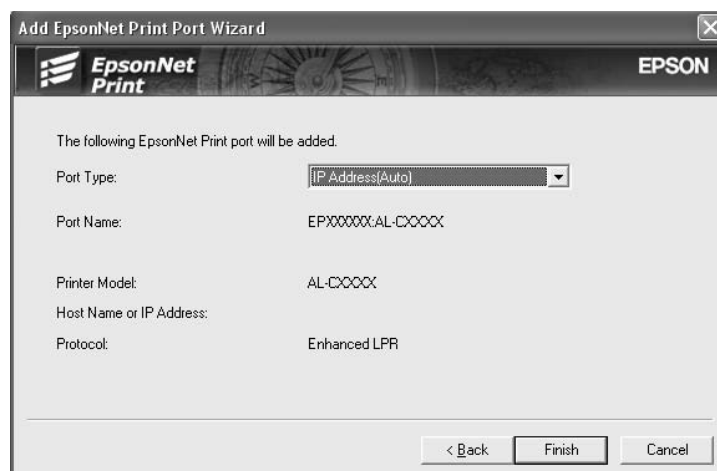 Add EpsonNet Print Port Wizard
EpsonNet
Print
EPSON
The following EpsonNet Print port will be added.
Port Type: IP Address(Auto)
Port Name: EPXXXXXX:AL-CXXXX
Printer Model: AL-CXXXX
Host Name or IP Address:
Protocol: Enhanced LPR
< Back Finish Cancel